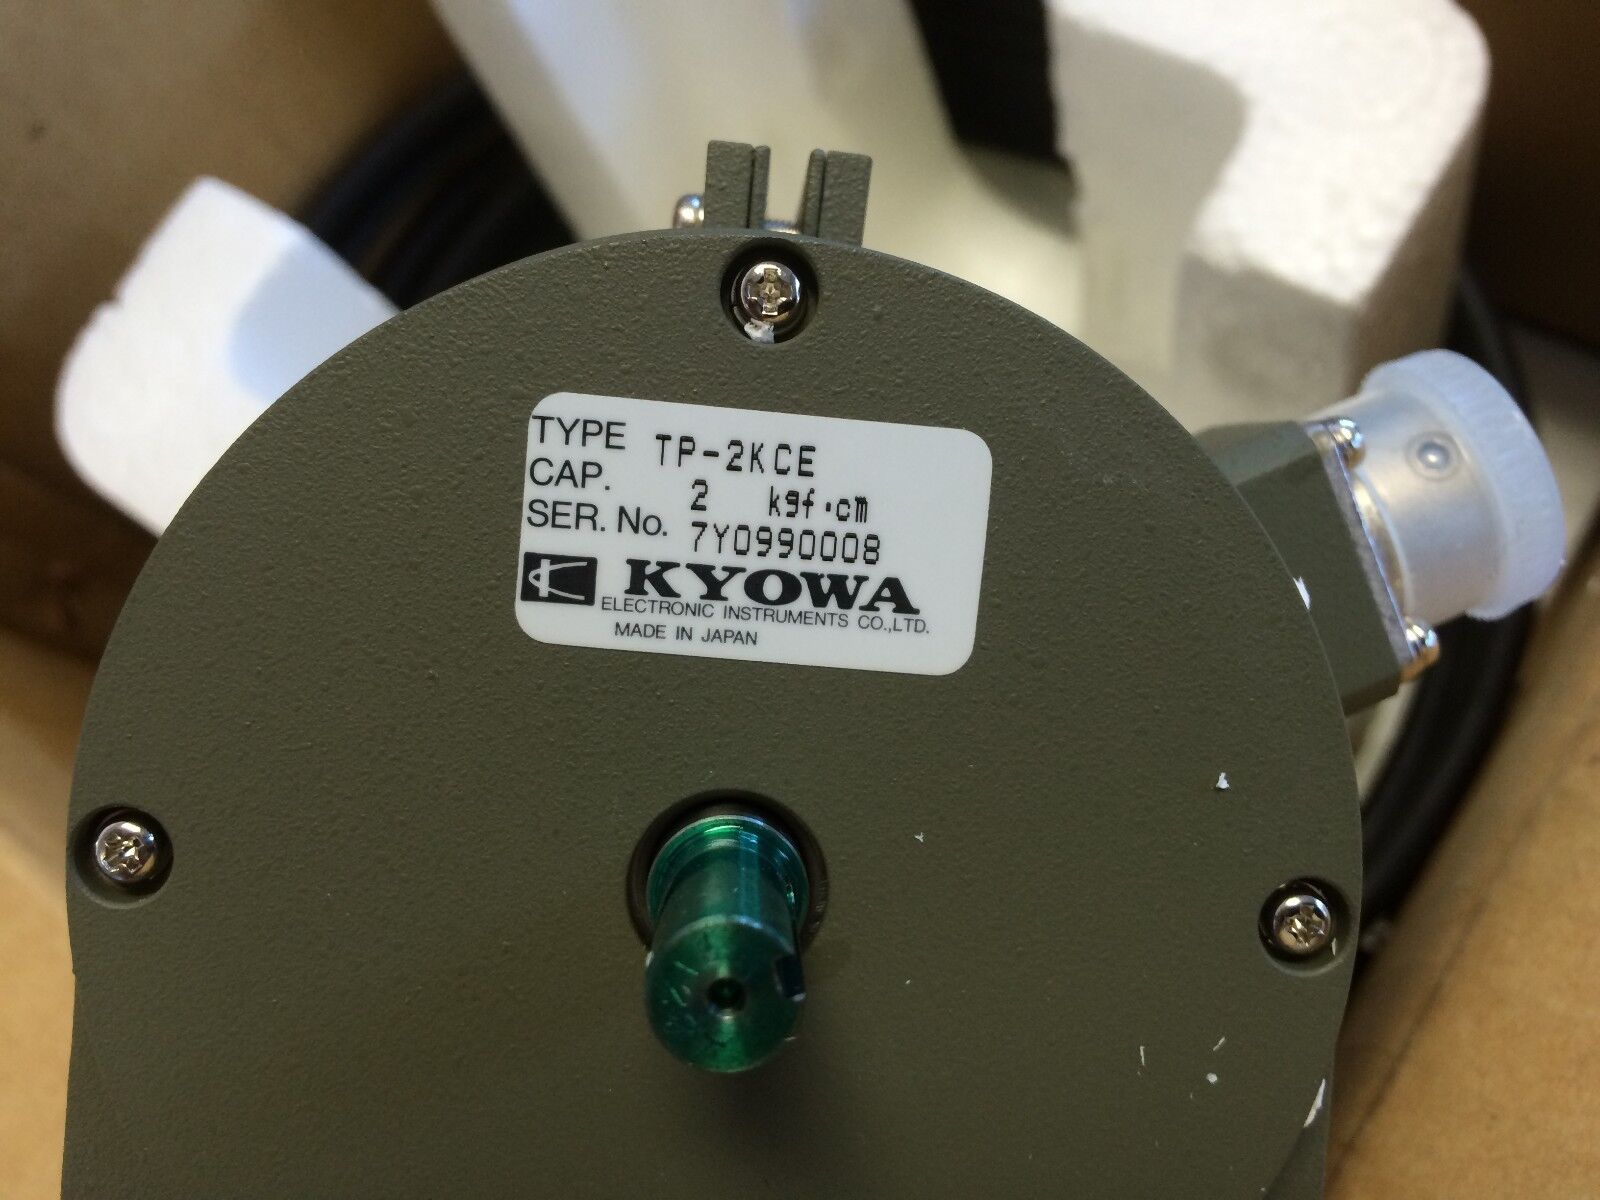 TYPE TP-2KCE
CAP. 2 kgf·cm
SER. No. 7Y0990008
KYOWA
ELECTRONIC INSTRUMENTS CO.,LTD.
MADE IN JAPAN